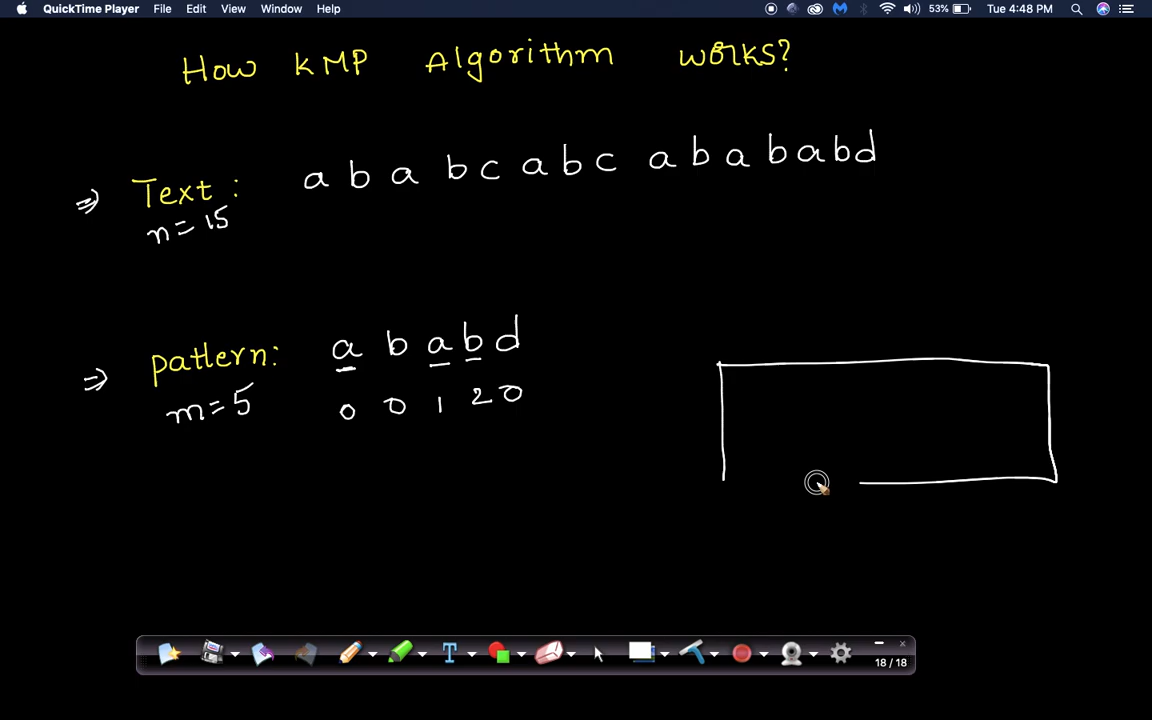 QuickTime Player File Edit View Window Help 53% Tue 4:48 PM
How KMP Algorithm works?
⇒ Text: a b a b c a b c a b a b a b d
n=15
⇒ pattern: a b a b d
m=5 0 0 1 2 0
T
18 / 18